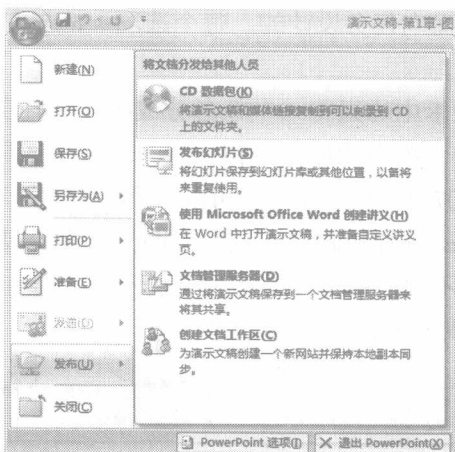 演示文稿-第1章-图
新建(N)
打开(O)
保存(S)
另存为(A)
打印(P)
准备(E)
发送(D)
发布(U)
关闭(C)
将文档分发给其他人员
CD 数据包(K)
将演示文稿和媒体链接复制到可以刻录到 CD
上的文件夹。
发布幻灯片(S)
将幻灯片保存到幻灯片库或其他位置，以备将
来重复使用。
使用 Microsoft Office Word 创建讲义(H)
在 Word 中打开演示文稿，并准备自定义讲义
页。
文档管理服务器(D)
通过将演示文稿保存到一个文档管理服务器来
将其共享。
创建文档工作区(C)
为演示文稿创建一个新网站并保持本地副本同
步。
PowerPoint 选项(I)
退出 PowerPoint(X)